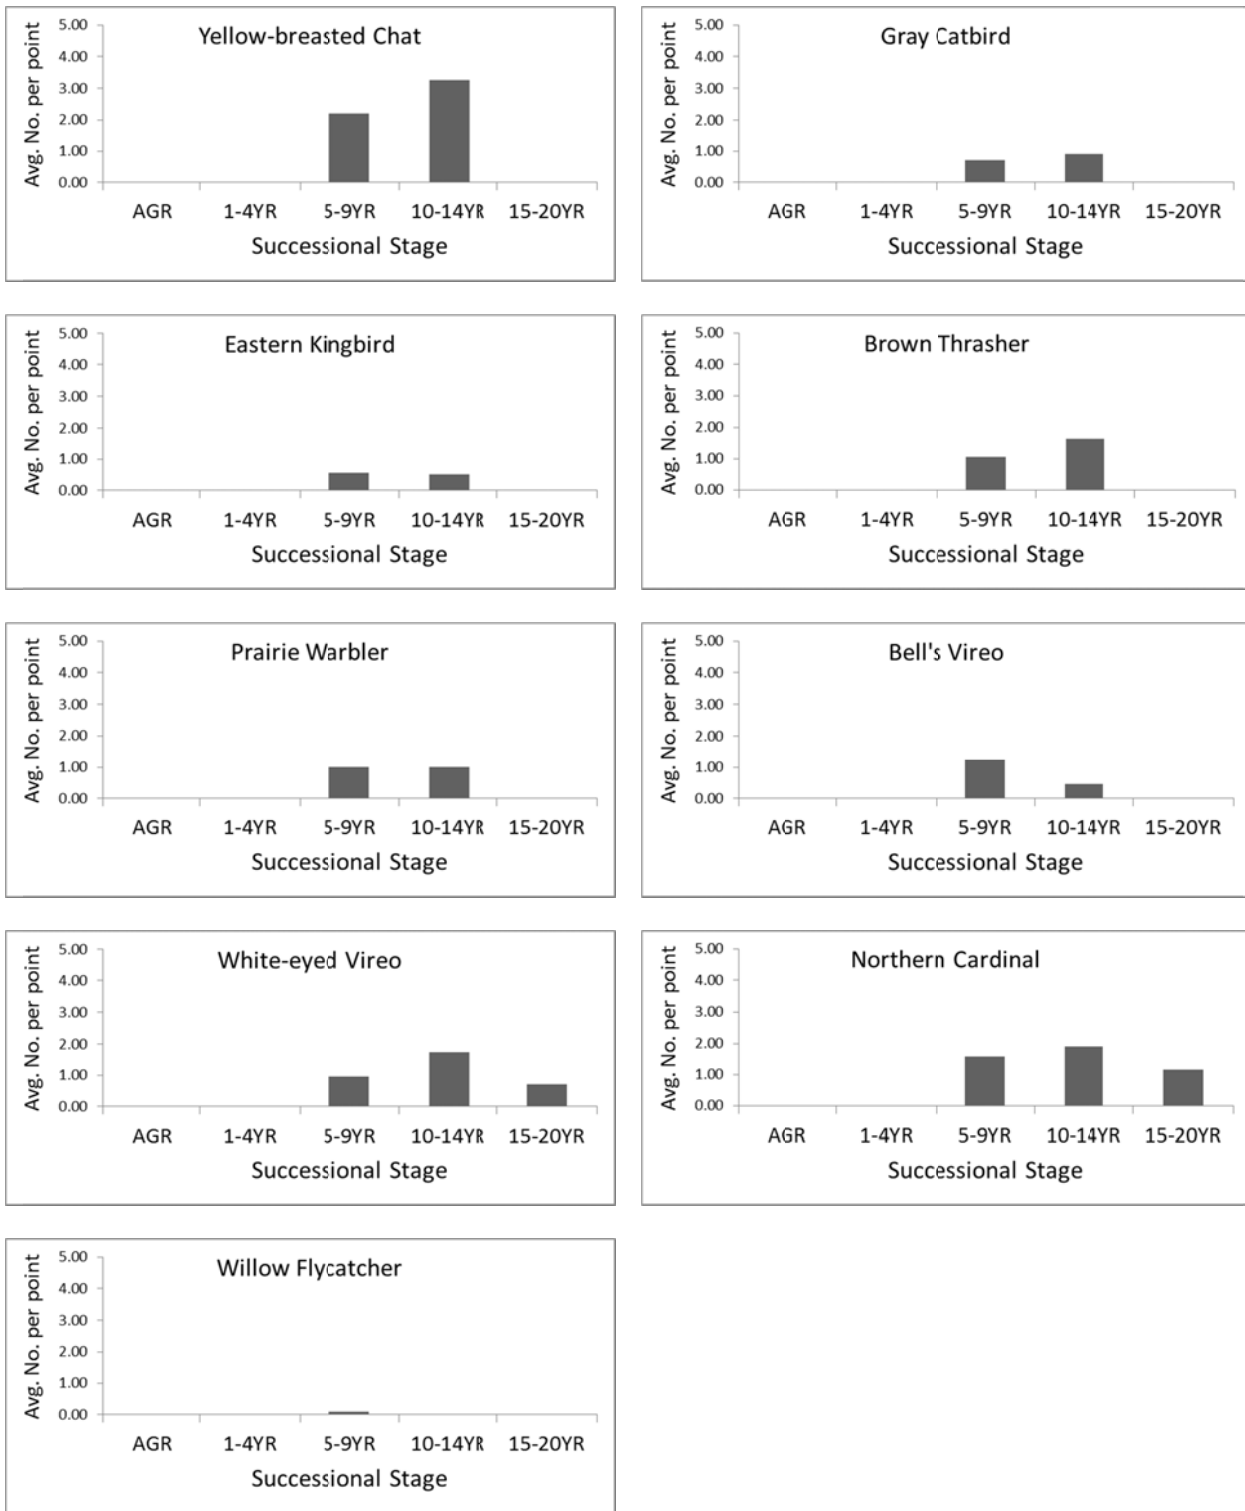 Yellow-breasted Chat
Avg. No. per point
5.00
4.00
3.00
2.00
1.00
0.00
AGR 1-4YR 5-9YR 10-14YR 15-20YR
Successional Stage
Gray Catbird
Avg. No. per point
5.00
4.00
3.00
2.00
1.00
0.00
AGR 1-4YR 5-9YR 10-14YR 15-20YR
Successional Stage
Eastern Kingbird
Avg. No. per point
5.00
4.00
3.00
2.00
1.00
0.00
AGR 1-4YR 5-9YR 10-14YR 15-20YR
Successional Stage
Brown Thrasher
Avg. No. per point
5.00
4.00
3.00
2.00
1.00
0.00
AGR 1-4YR 5-9YR 10-14YR 15-20YR
Successional Stage
Prairie Warbler
Avg. No. per point
5.00
4.00
3.00
2.00
1.00
0.00
AGR 1-4YR 5-9YR 10-14YR 15-20YR
Successional Stage
Bell's Vireo
Avg. No. per point
5.00
4.00
3.00
2.00
1.00
0.00
AGR 1-4YR 5-9YR 10-14YR 15-20YR
Successional Stage
White-eyed Vireo
Avg. No. per point
5.00
4.00
3.00
2.00
1.00
0.00
AGR 1-4YR 5-9YR 10-14YR 15-20YR
Successional Stage
Northern Cardinal
Avg. No. per point
5.00
4.00
3.00
2.00
1.00
0.00
AGR 1-4YR 5-9YR 10-14YR 15-20YR
Successional Stage
Willow Flycatcher
Avg. No. per point
5.00
4.00
3.00
2.00
1.00
0.00
AGR 1-4YR 5-9YR 10-14YR 15-20YR
Successional Stage